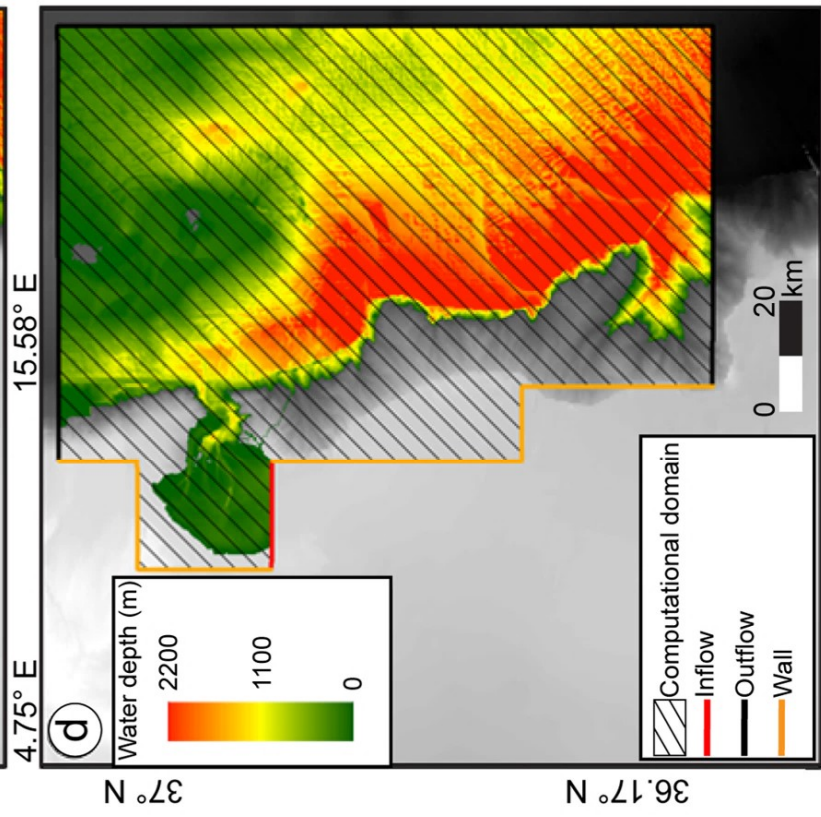 4.75° E
15.58° E
37° N
36.17° N
d
Water depth (m)
2200
1100
0
Computational domain
Inflow
Outflow
Wall
0
20
km